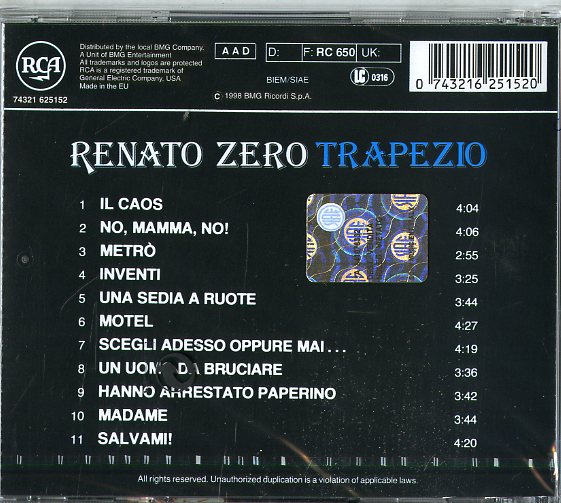 RCA
Distributed by the local BMG Company.
A Unit of BMG Entertainment
All trademarks and logos are protected
RCA is a registered trademark of
General Electric Company, USA
Made in the EU
74321 625152
AAD
D: F: RC 650 UK:
BIEM/SIAE
LC 0316
C 1998 BMG Ricordi S.p.A.
0 743216 251520
RENATO ZERO TRAPEZIO
1 IL CAOS 4:04
2 NO, MAMMA, NO! 4:06
3 METRÒ 2:55
4 INVENTI 3:25
5 UNA SEDIA A RUOTE 3:44
6 MOTEL 4:27
7 SCEGLI ADESSO OPPURE MAI... 4:19
8 UN UOMO DA BRUCIARE 3:36
9 HANNO ARRESTATO PAPERINO 3:42
10 MADAME 3:44
11 SALVAMI! 4:20
All rights reserved. Unauthorized duplication is a violation of applicable laws.